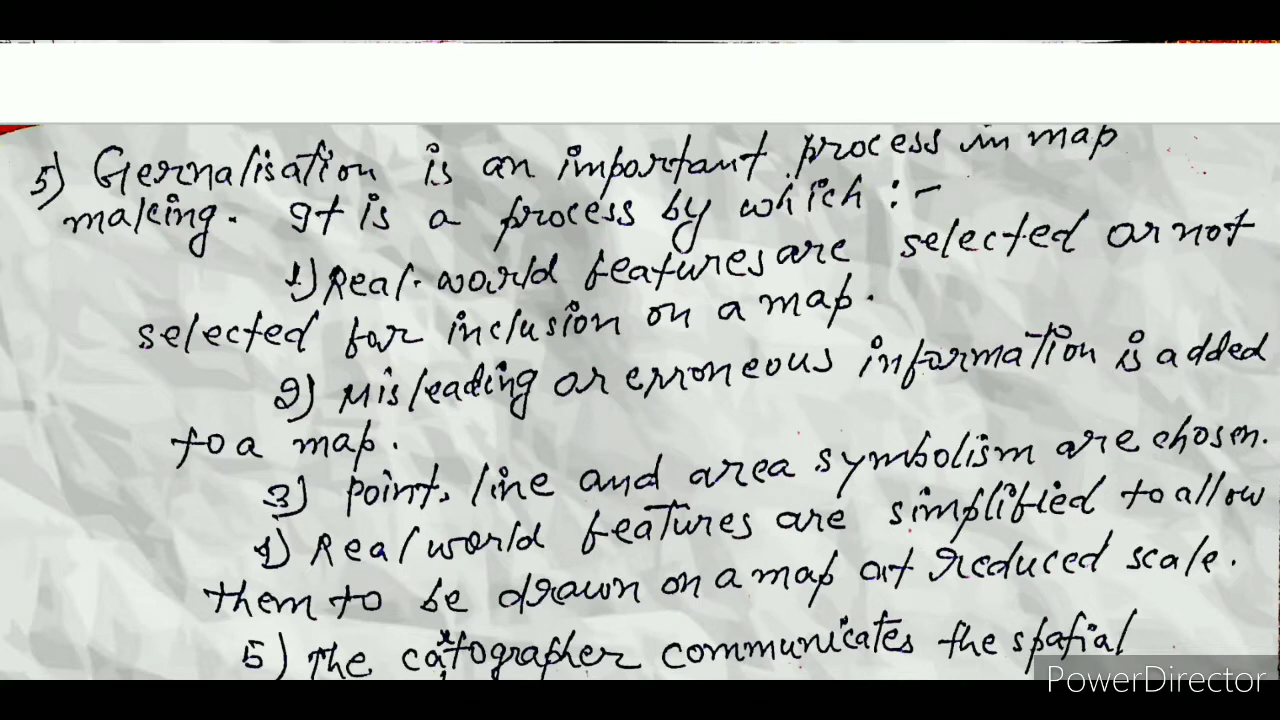 5) Gernalisation is an important process in map
making. It is a process by which :-
1) Real-world features are selected or not
selected for inclusion on a map.
2) Misleading or erroneous information is added
to a map.
3) Point, line and area symbolism are chosen.
4) Real world features are simplified to allow
them to be drawn on a map at reduced scale.
5) The catographer communicates the spatial
PowerDirector